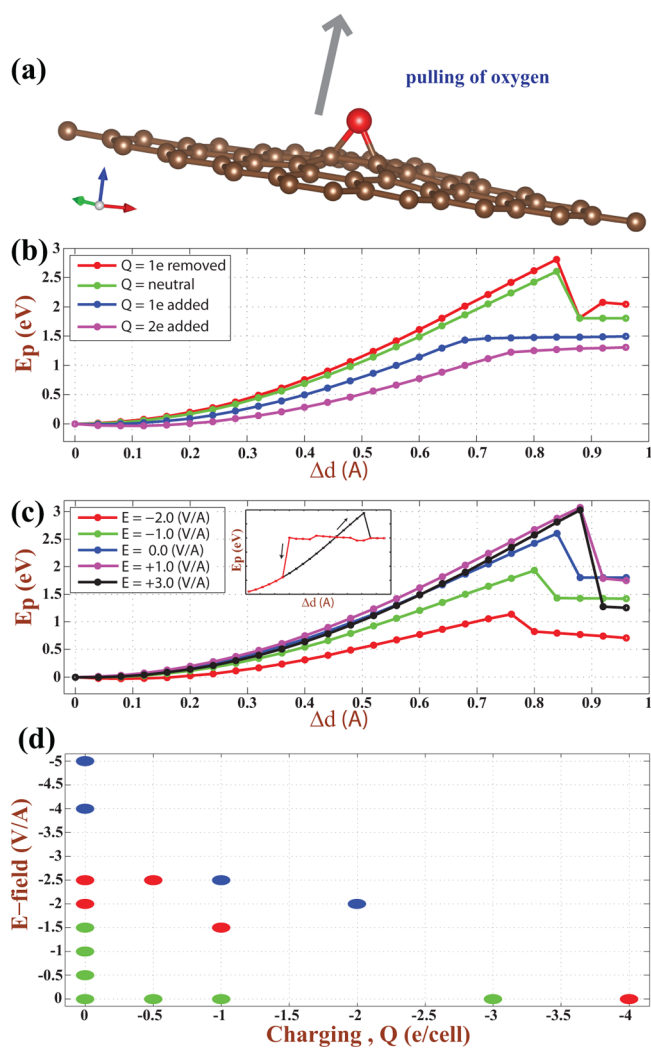 (a)
pulling of oxygen
(b)
Q = 1e removed
Q = neutral
Q = 1e added
Q = 2e added
Ep (eV)
3
2.5
2
1.5
1
0.5
0
0 0.1 0.2 0.3 0.4 0.5 0.6 0.7 0.8 0.9 1
Δd (A)
(c)
E = −2.0 (V/A)
E = −1.0 (V/A)
E = 0.0 (V/A)
E = +1.0 (V/A)
E = +3.0 (V/A)
Ep (eV)
Δd (A)
Ep (eV)
3
2.5
2
1.5
1
0.5
0
0 0.1 0.2 0.3 0.4 0.5 0.6 0.7 0.8 0.9 1
Δd (A)
(d)
E−field (V/A)
-5
-4.5
-4
-3.5
-3
-2.5
-2
-1.5
-1
-0.5
0
0 -0.5 -1 -1.5 -2 -2.5 -3 -3.5 -4
Charging , Q (e/cell)